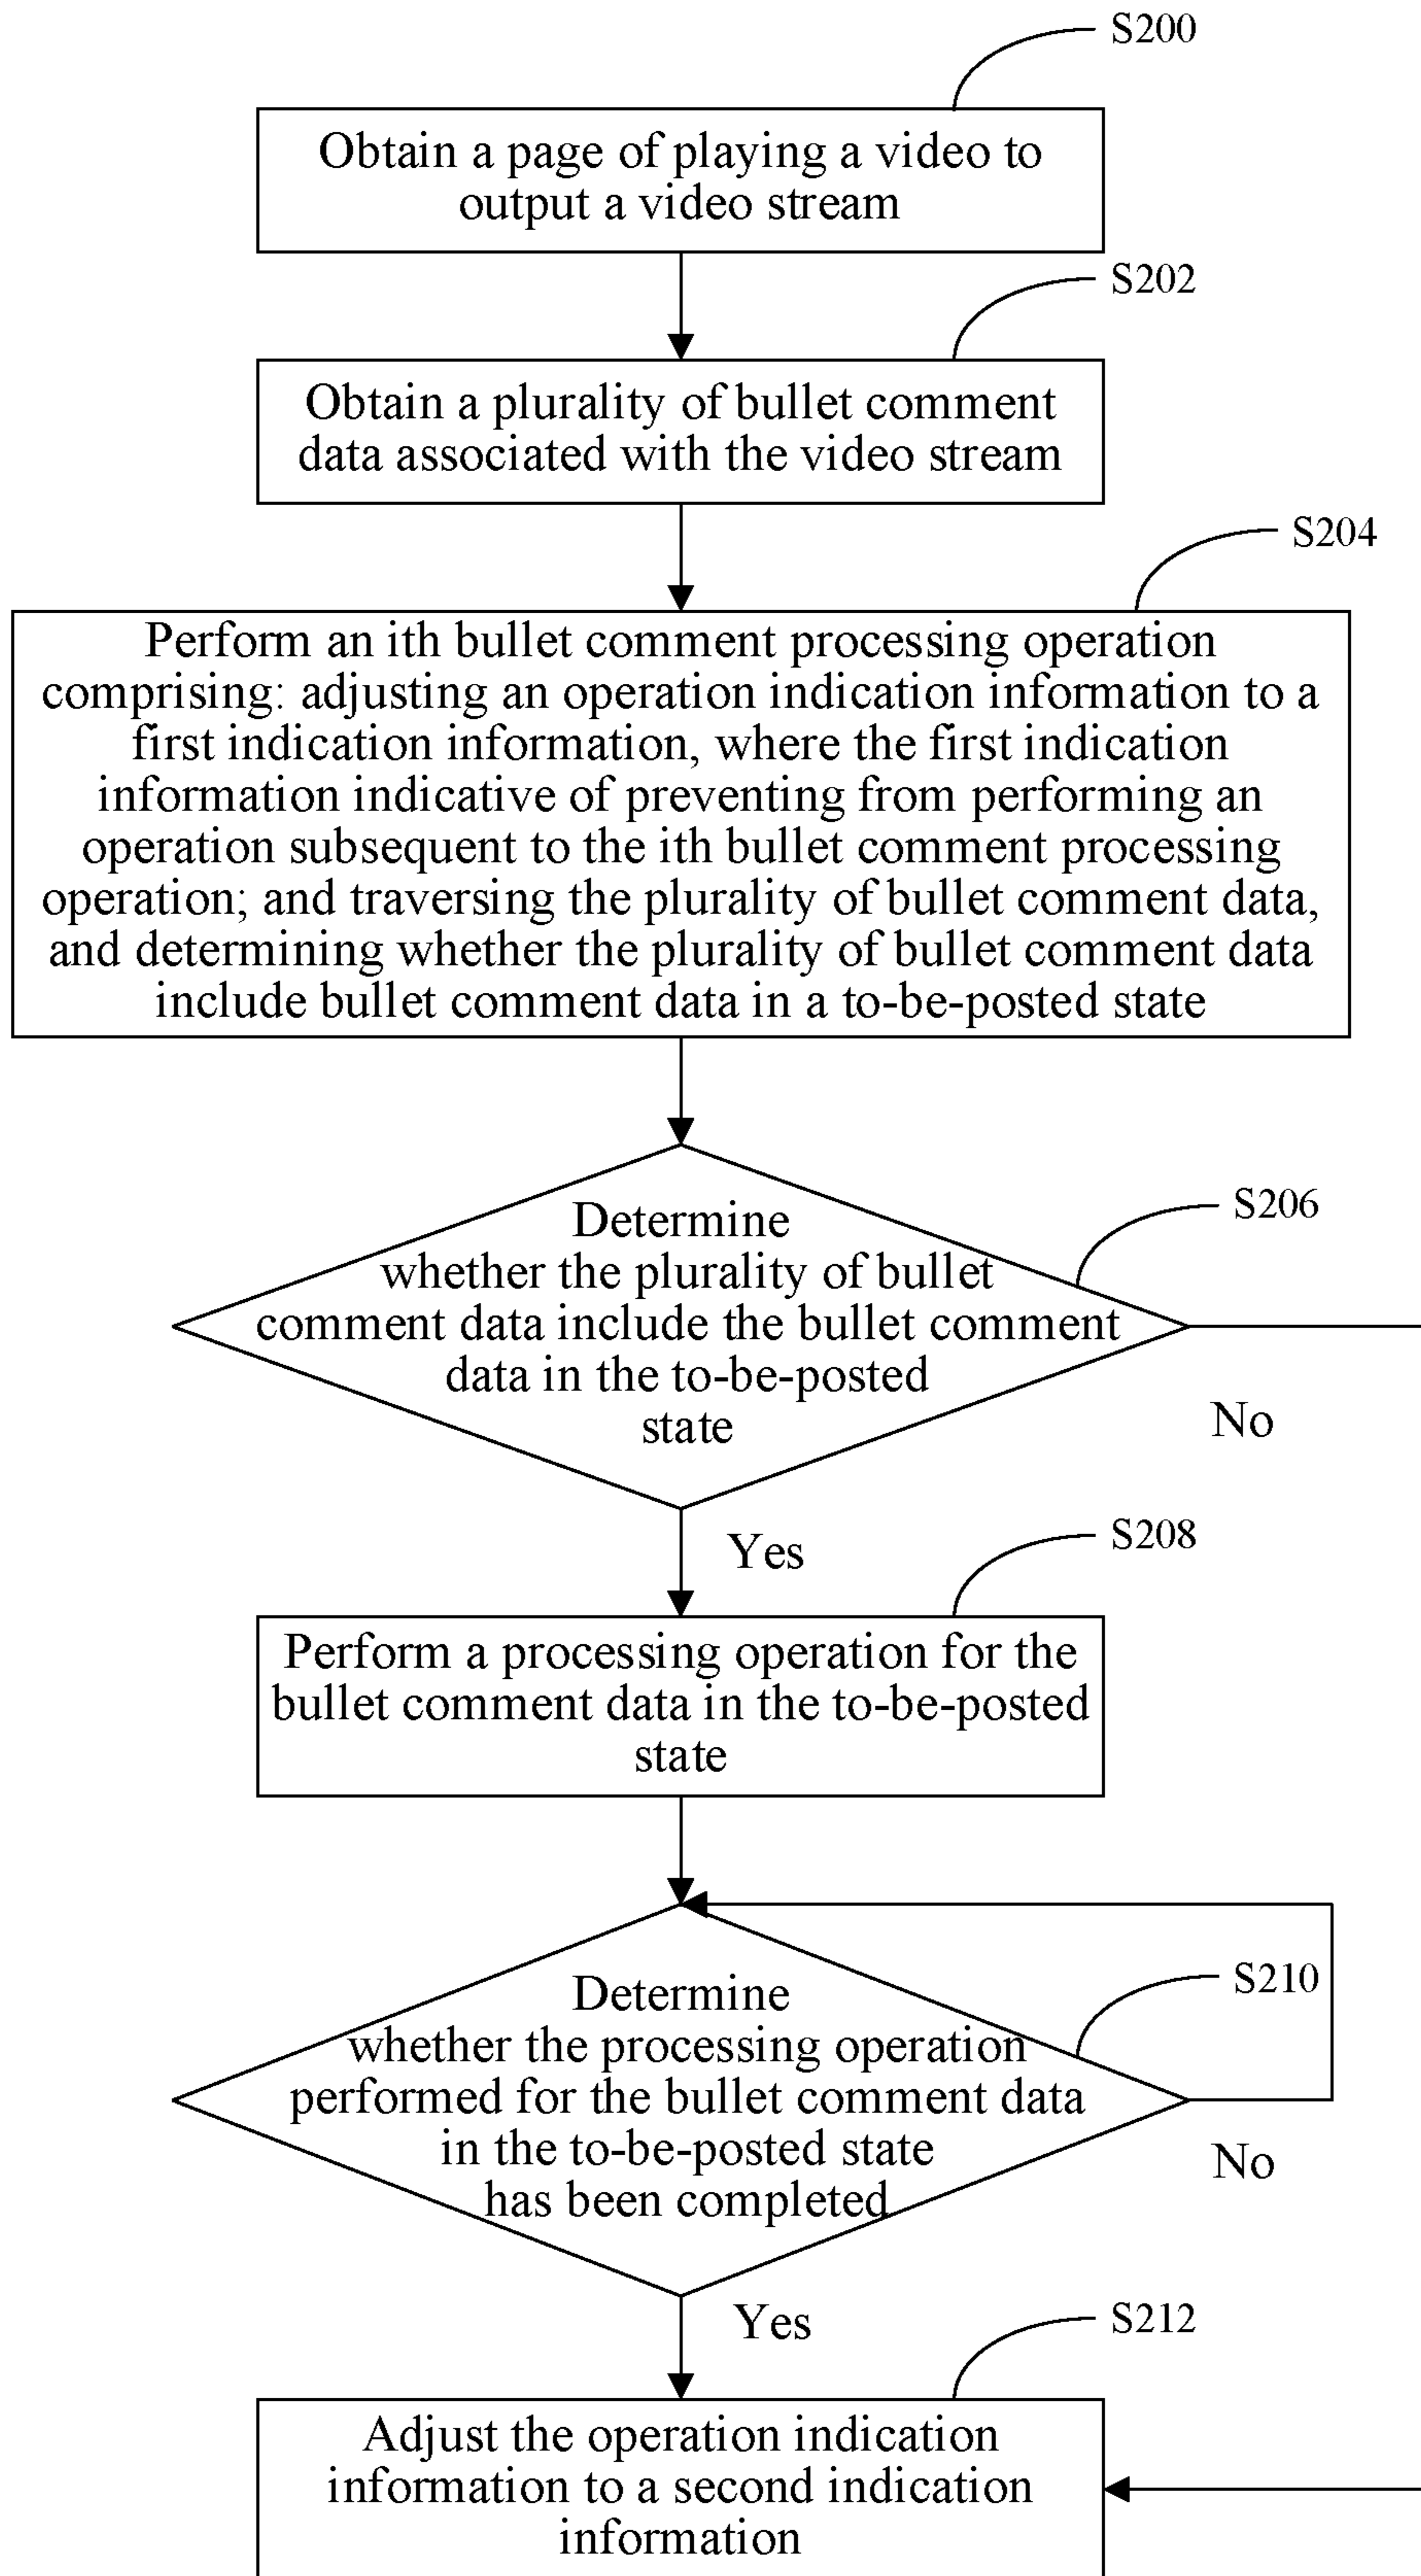 S200
Obtain a page of playing a video to
output a video stream
S202
Obtain a plurality of bullet comment
data associated with the video stream
S204
Perform an ith bullet comment processing operation
comprising: adjusting an operation indication information to a
first indication information, where the first indication
information indicative of preventing from performing an
operation subsequent to the ith bullet comment processing
operation; and traversing the plurality of bullet comment data,
and determining whether the plurality of bullet comment data
include bullet comment data in a to-be-posted state
S206
Determine
whether the plurality of bullet
comment data include the bullet comment
data in the to-be-posted
state
No
Yes
S208
Perform a processing operation for the
bullet comment data in the to-be-posted
state
S210
Determine
whether the processing operation
performed for the bullet comment data
in the to-be-posted state
has been completed
No
Yes
S212
Adjust the operation indication
information to a second indication
information